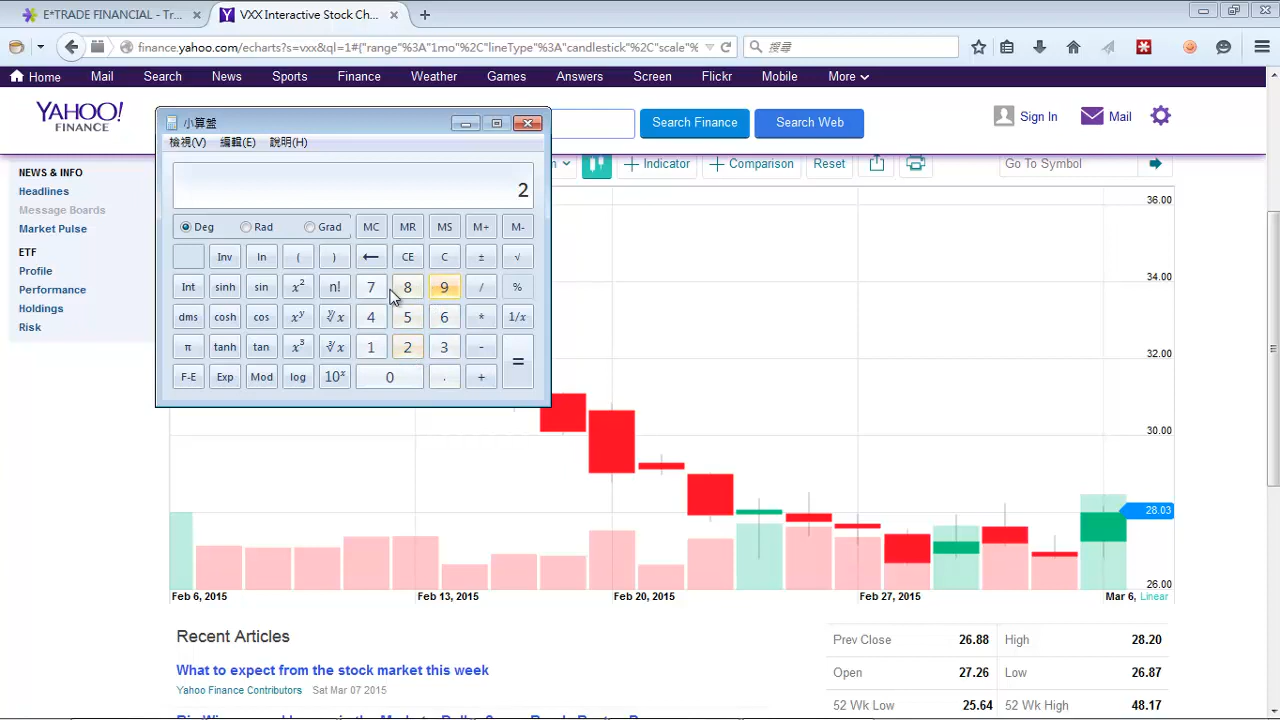 E*TRADE FINANCIAL - Tr...
VXX Interactive Stock Ch...
finance.yahoo.com/echarts?s=vxx&ql=1#{"range"%3A"1mo"%2C"lineType"%3A"candlestick"%2C"scale"%
搜尋
Home Mail Search News Sports Finance Weather Games Answers Screen Flickr Mobile More
YAHOO!
FINANCE
Search Finance
Search Web
Sign In
Mail
NEWS & INFO
Headlines
Message Boards
Market Pulse
ETF
Profile
Performance
Holdings
Risk
小算盤
檢視(V) 編輯(E) 說明(H)
2
Deg Rad Grad MC MR MS M+ M-
Inv ln ( ) ← CE C ± √
Int sinh sin x² n! 7 8 9 / %
dms cosh cos xʸ ʸ√x 4 5 6 * 1/x
π tanh tan x³ ³√x 1 2 3 - =
F-E Exp Mod log 10ˣ 0 . +
Indicator
Comparison
Reset
Go To Symbol
36.00
34.00
32.00
30.00
28.03
26.00
Feb 6, 2015
Feb 13, 2015
Feb 20, 2015
Feb 27, 2015
Mar 6,
Linear
Recent Articles
What to expect from the stock market this week
Yahoo Finance Contributors Sat Mar 07 2015
Prev Close 26.88 High 28.20
Open 27.26 Low 26.87
52 Wk Low 25.64 52 Wk High 48.17